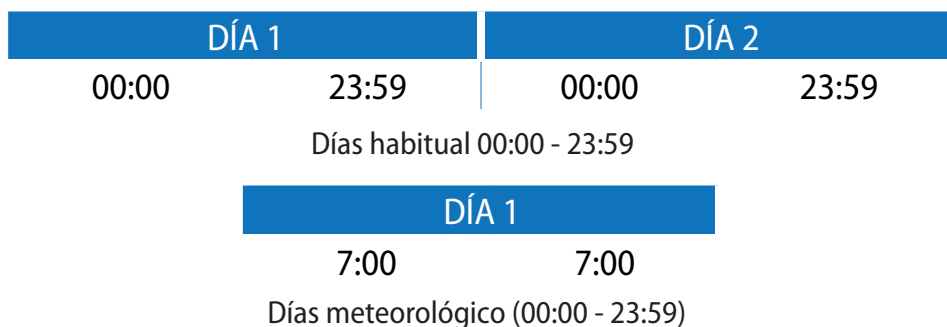 DÍA 1 DÍA 2
00:00 23:59 00:00 23:59
Días habitual 00:00 - 23:59
DÍA 1
7:00 7:00
Días meteorológico (00:00 - 23:59)